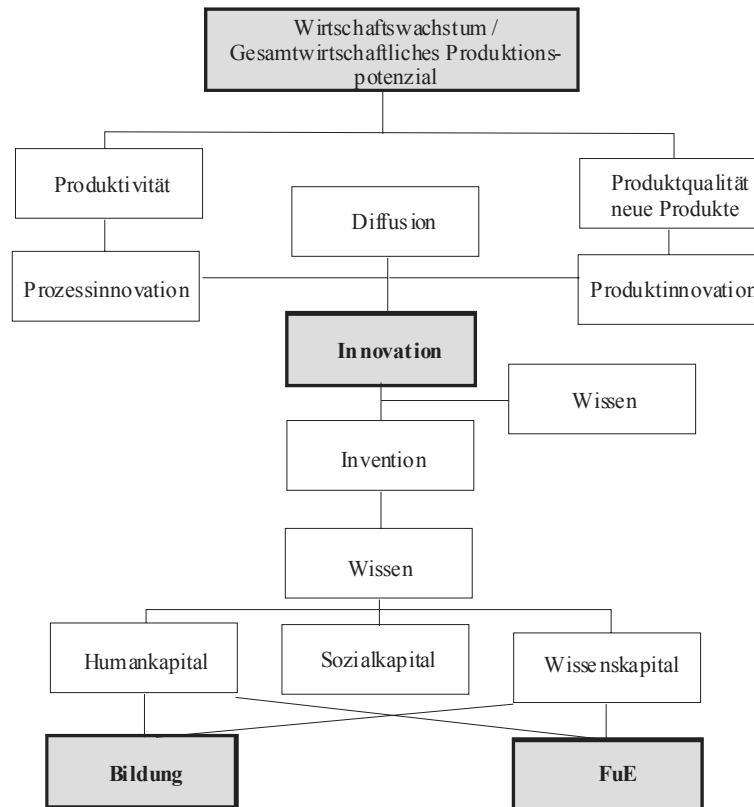 Wirtschaftswachstum /
Gesamtwirtschaftliches Produktions-
potenzial
Produktivität
Produktqualität
neue Produkte
Diffusion
Prozessinnovation
Produktinnovation
Innovation
Wissen
Invention
Wissen
Humankapital
Sozialkapital
Wissenskapital
Bildung
FuE